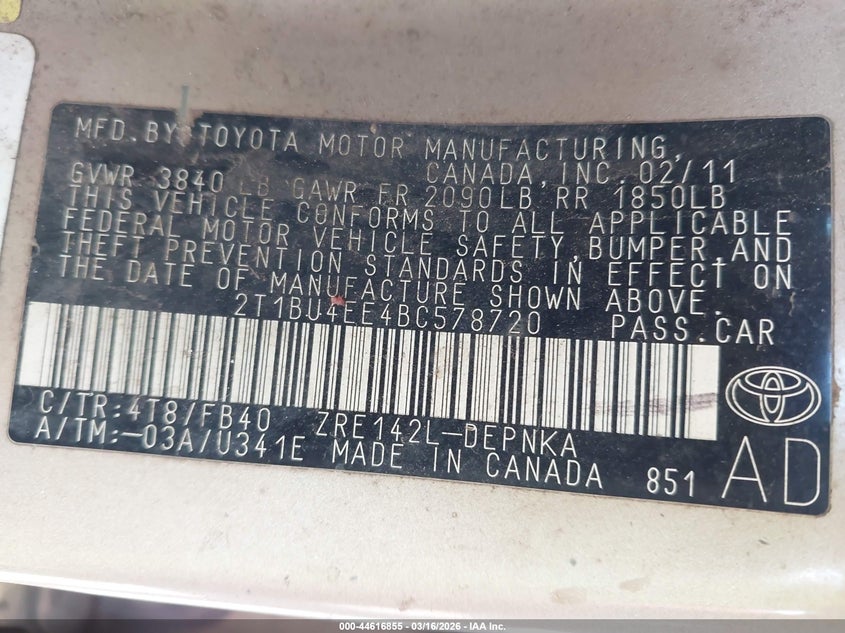 MFD. BY TOYOTA MOTOR MANUFACTURING,
CANADA, INC. 02/11
GVWR 3840 LB GAWR FR 2090LB RR 1850LB
THIS VEHICLE CONFORMS TO ALL APPLICABLE
FEDERAL MOTOR VEHICLE SAFETY, BUMPER, AND
THEFT PREVENTION STANDARDS IN EFFECT ON
THE DATE OF MANUFACTURE SHOWN ABOVE.
2T1BU4EE4BC578720 PASS.CAR
C/TR:4T8/FB40 ZRE142L-DEPNKA
A/TM:-03A/U341E MADE IN CANADA 851 AD
000-44616855 — 03/16/2026 — IAA Inc.